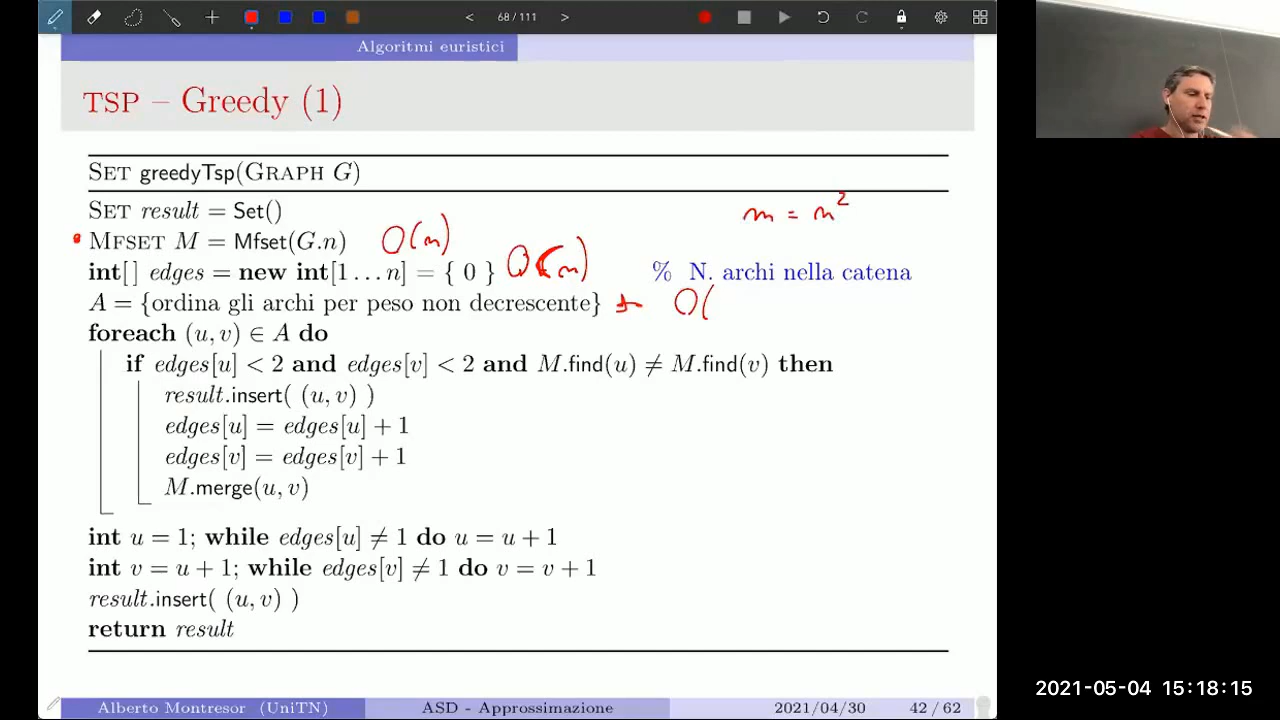 68 / 111
Algoritmi euristici
TSP – Greedy (1)
SET greedyTsp(GRAPH G)
SET result = Set()
m = n²
MFSET M = Mfset(G.n) O(n)
int[] edges = new int[1…n] = { 0 } O(n) % N. archi nella catena
A = {ordina gli archi per peso non decrescente} → O(
foreach (u, v) ∈ A do
if edges[u] < 2 and edges[v] < 2 and M.find(u) ≠ M.find(v) then
result.insert( (u, v) )
edges[u] = edges[u] + 1
edges[v] = edges[v] + 1
M.merge(u, v)
int u = 1; while edges[u] ≠ 1 do u = u + 1
int v = u + 1; while edges[v] ≠ 1 do v = v + 1
result.insert( (u, v) )
return result
Alberto Montresor (UniTN) ASD - Approssimazione 2021/04/30 42 / 62
2021-05-04 15:18:15